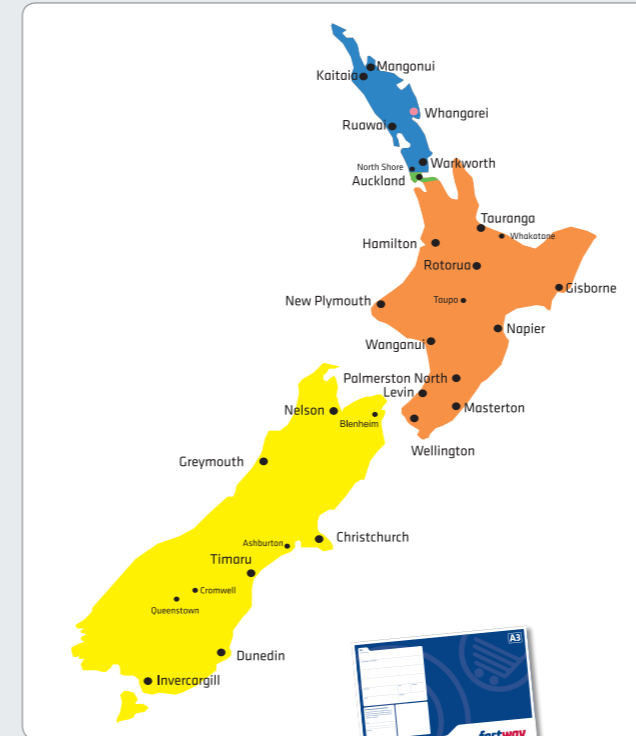 Mangonui
Kaitaia
Whangarei
Ruawai
Warkworth
North Shore
Auckland
Tauranga
Whakatane
Hamilton
Rotorua
Gisborne
New Plymouth
Taupo
Napier
Wanganui
Palmerston North
Levin
Masterton
Nelson
Blenheim
Wellington
Greymouth
Christchurch
Ashburton
Timaru
Cromwell
Queenstown
Dunedin
Invercargill
A3